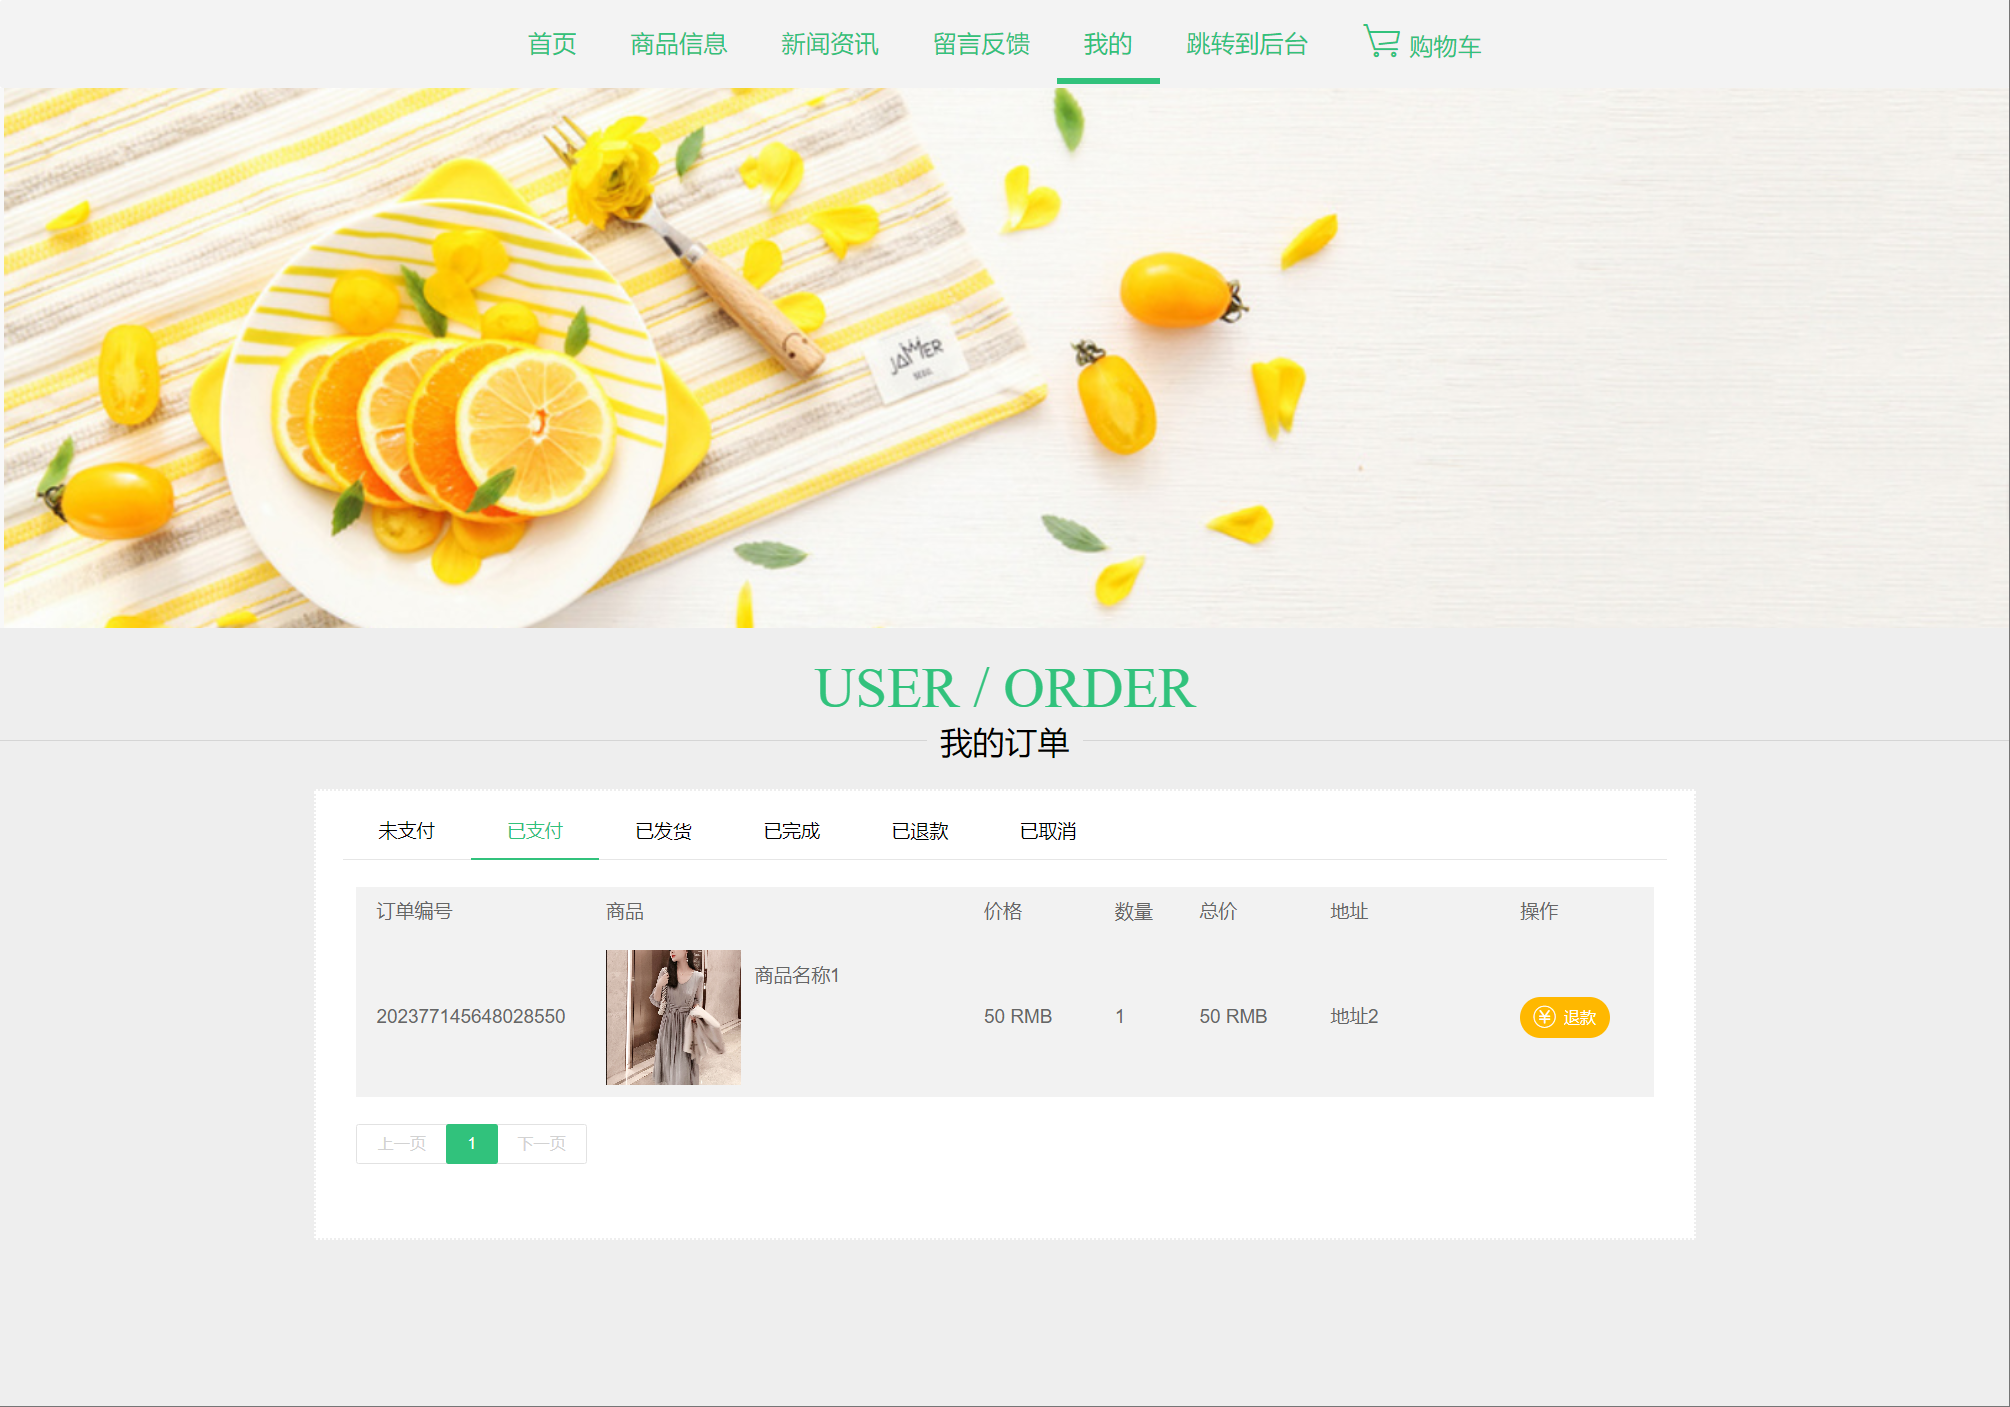 首页 商品信息 新闻资讯 留言反馈 我的 跳转到后台 购物车
JAMMER
SEOUL
USER / ORDER
我的订单
未支付 已支付 已发货 已完成 已退款 已取消
订单编号 商品 价格 数量 总价 地址 操作
商品名称1
202377145648028550 50 RMB 1 50 RMB 地址2 退款
上一页 1 下一页